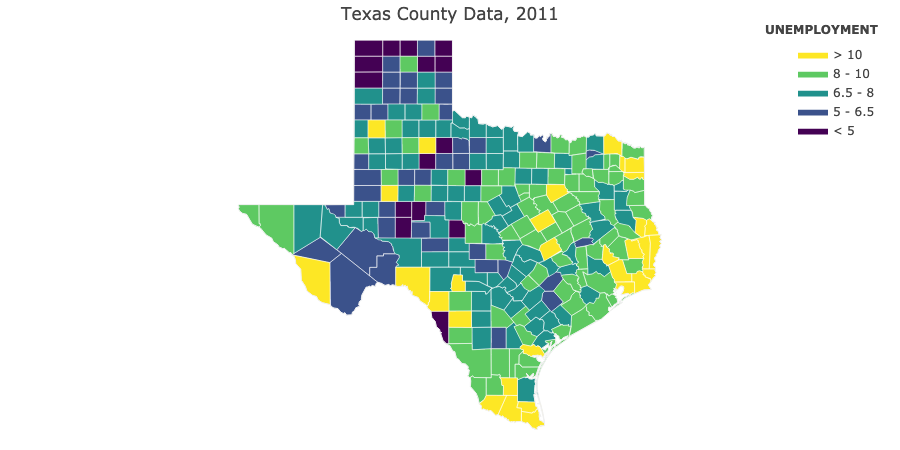 Texas County Data, 2011
UNEMPLOYMENT
> 10
8 - 10
6.5 - 8
5 - 6.5
< 5